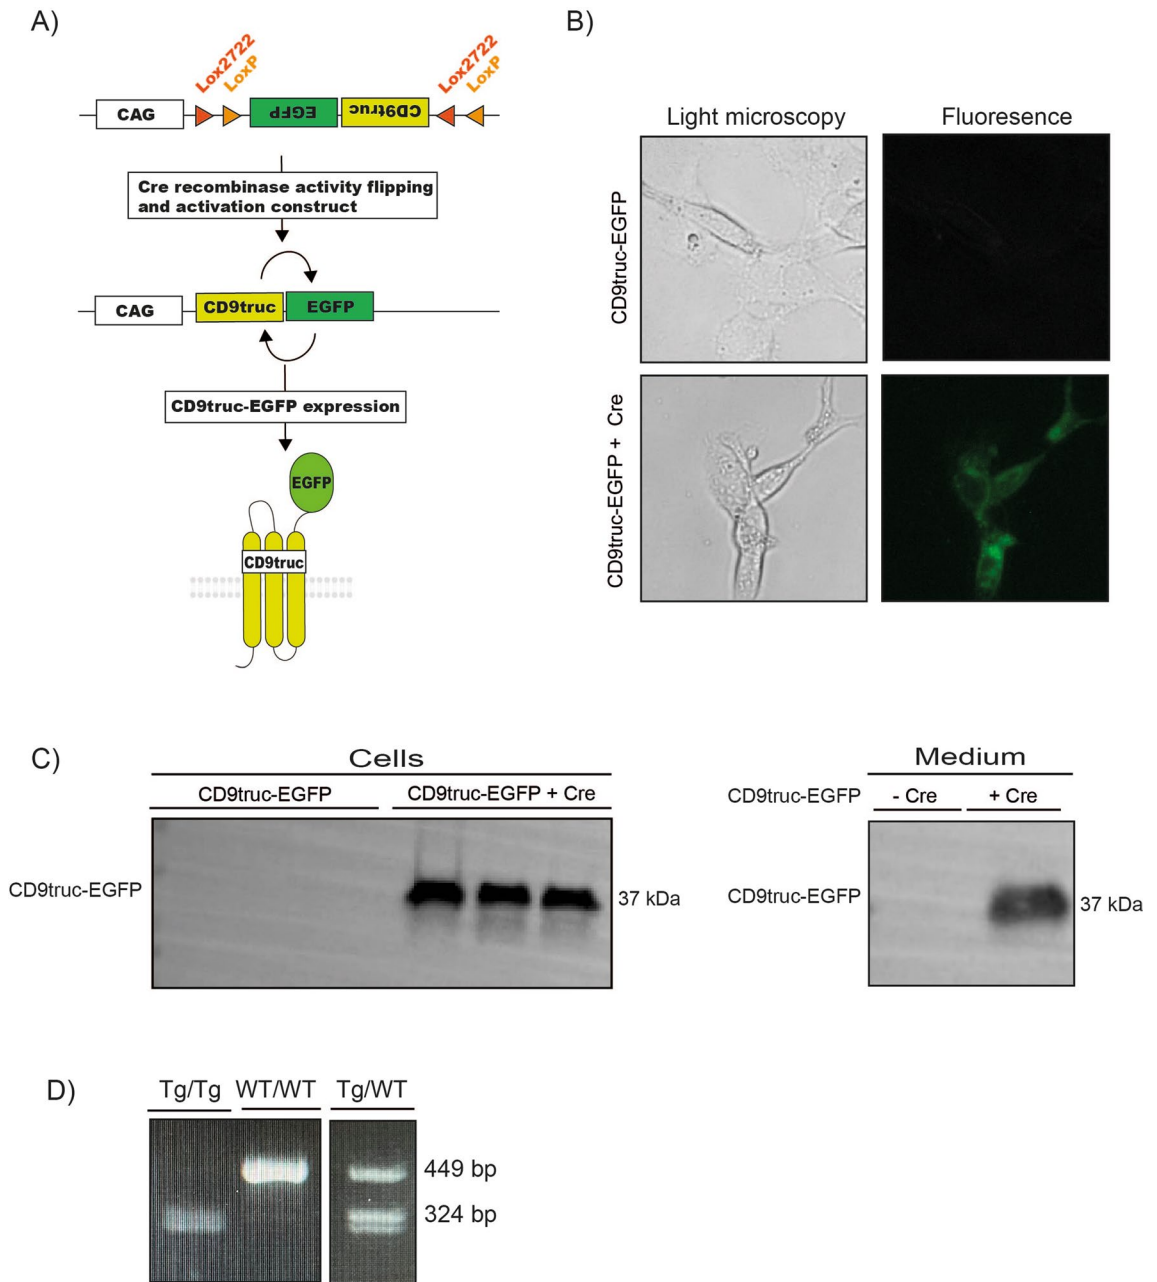 A)
Lox2722
LoxP
Lox2722
LoxP
CAG
EGFP
CD9truc
Cre recombinase activity flipping
and activation construct
CAG
CD9truc
EGFP
CD9truc-EGFP expression
EGFP
CD9truc
B)
Light microscopy
Fluoresence
CD9truc-EGFP
CD9truc-EGFP + Cre
C)
Cells
CD9truc-EGFP
CD9truc-EGFP + Cre
CD9truc-EGFP
37 kDa
Medium
CD9truc-EGFP
- Cre
+ Cre
CD9truc-EGFP
37 kDa
D)
Tg/Tg
WT/WT
Tg/WT
449 bp
324 bp